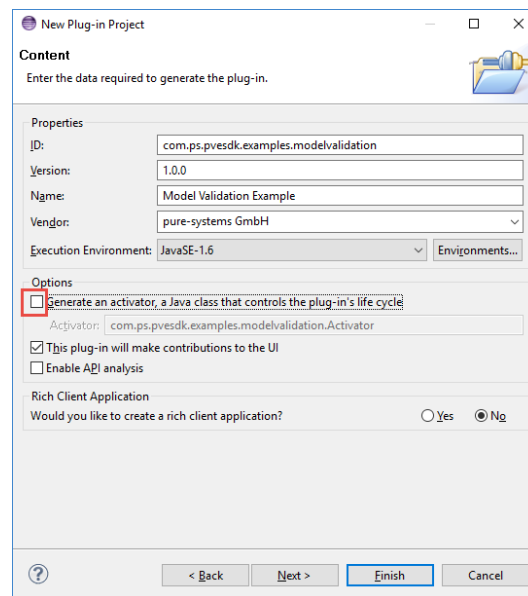 New Plug-in Project
Content
Enter the data required to generate the plug-in.
Properties
ID: com.ps.pvesdk.examples.modelvalidation
Version: 1.0.0
Name: Model Validation Example
Vendor: pure-systems GmbH
Execution Environment: JavaSE-1.6 Environments...
Options
Generate an activator, a Java class that controls the plug-in's life cycle
Activator: com.ps.pvesdk.examples.modelvalidation.Activator
This plug-in will make contributions to the UI
Enable API analysis
Rich Client Application
Would you like to create a rich client application? Yes No
? < Back Next > Finish Cancel